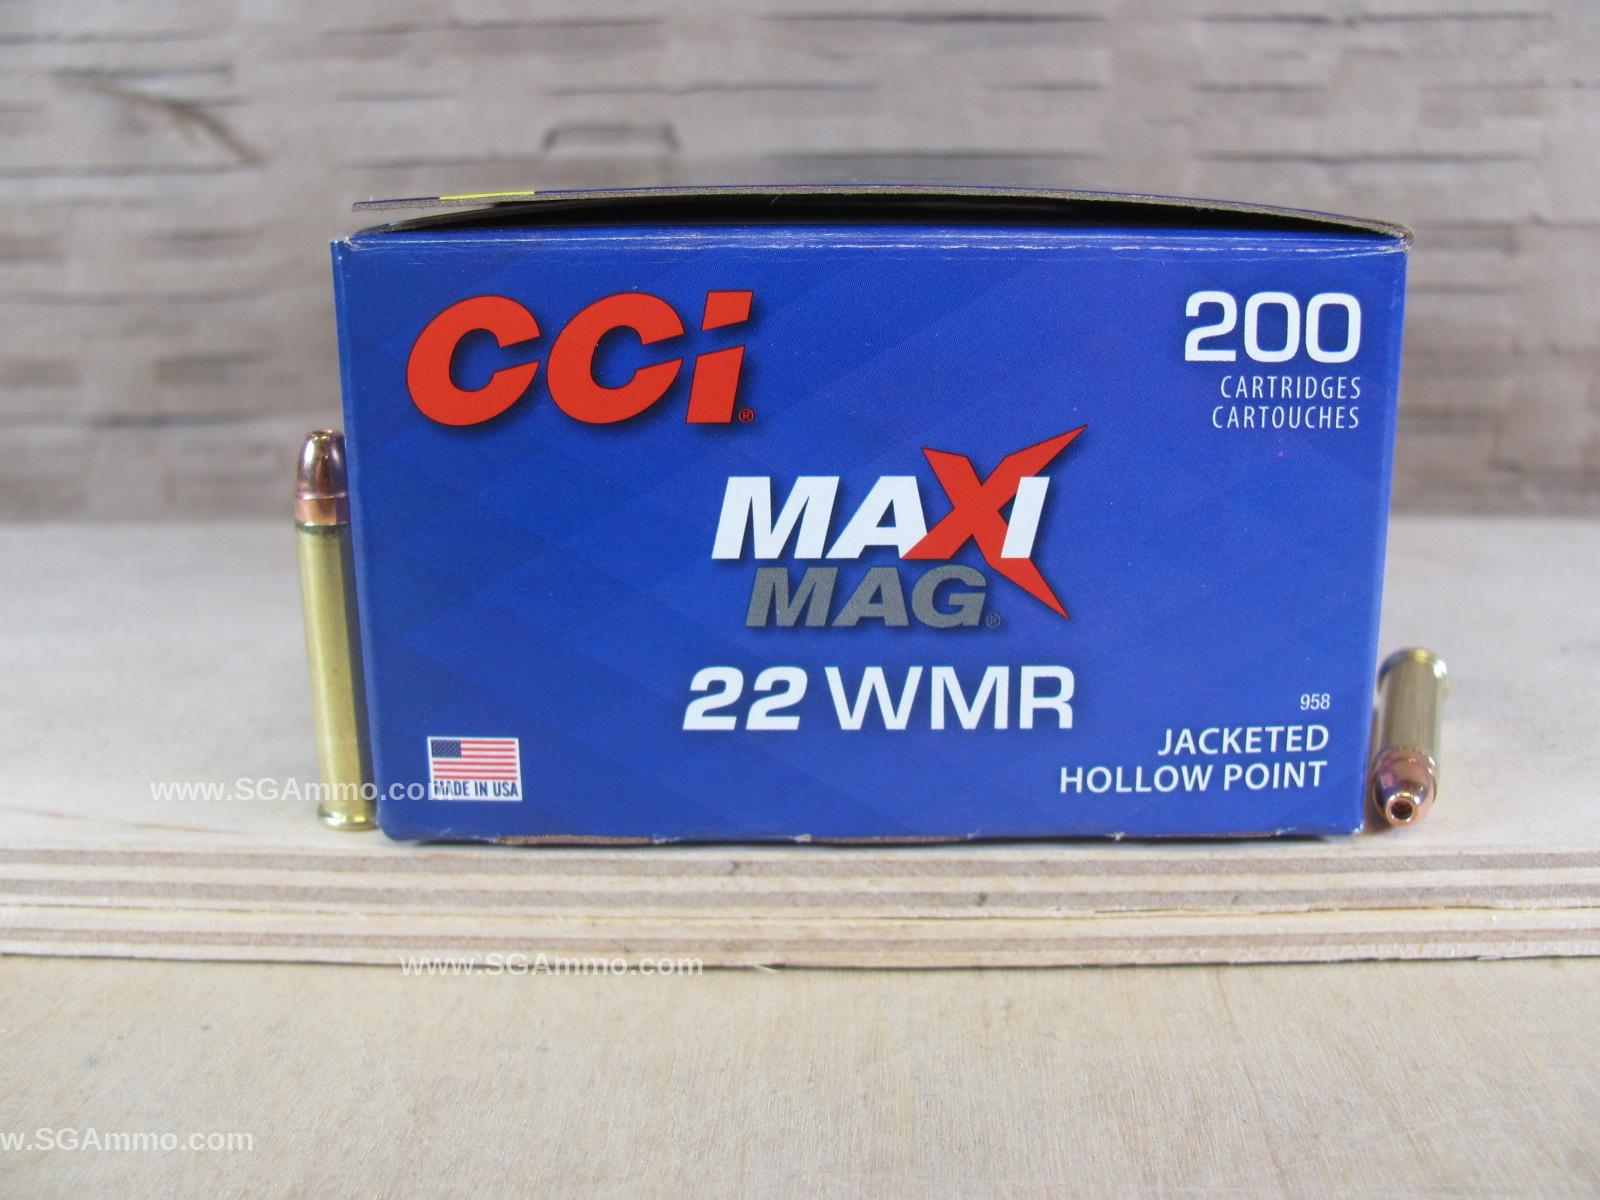 CCI®
200
CARTRIDGES
CARTOUCHES
MAXI
MAG®
22 WMR
958
JACKETED
HOLLOW POINT
MADE IN USA
www.SGAmmo.com
www.SGAmmo.com
w.SGAmmo.com